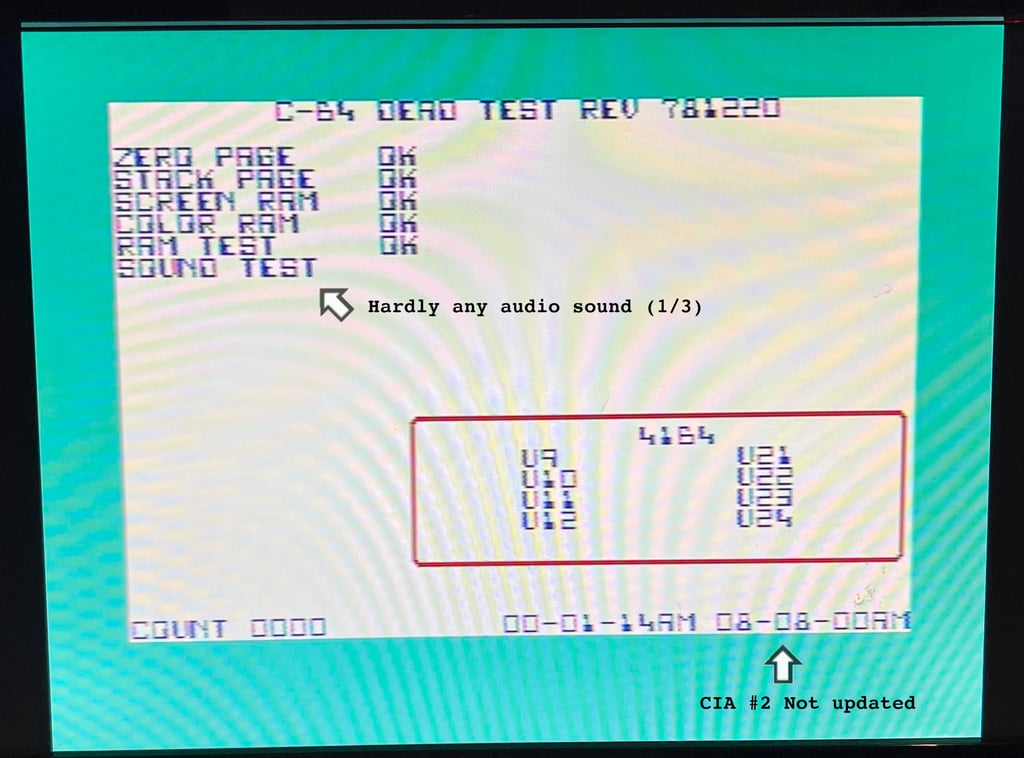 C-64 DEAD TEST REV 781220
ZERO PAGE OK
STACK PAGE OK
SCREEN RAM OK
COLOR RAM OK
RAM TEST OK
SOUND TEST
Hardly any audio sound (1/3)
4164
U9 U21
U10 U22
U11 U23
U12 U24
COUNT 0000 00-01-14AM 08-08-00AM
CIA #2 Not updated